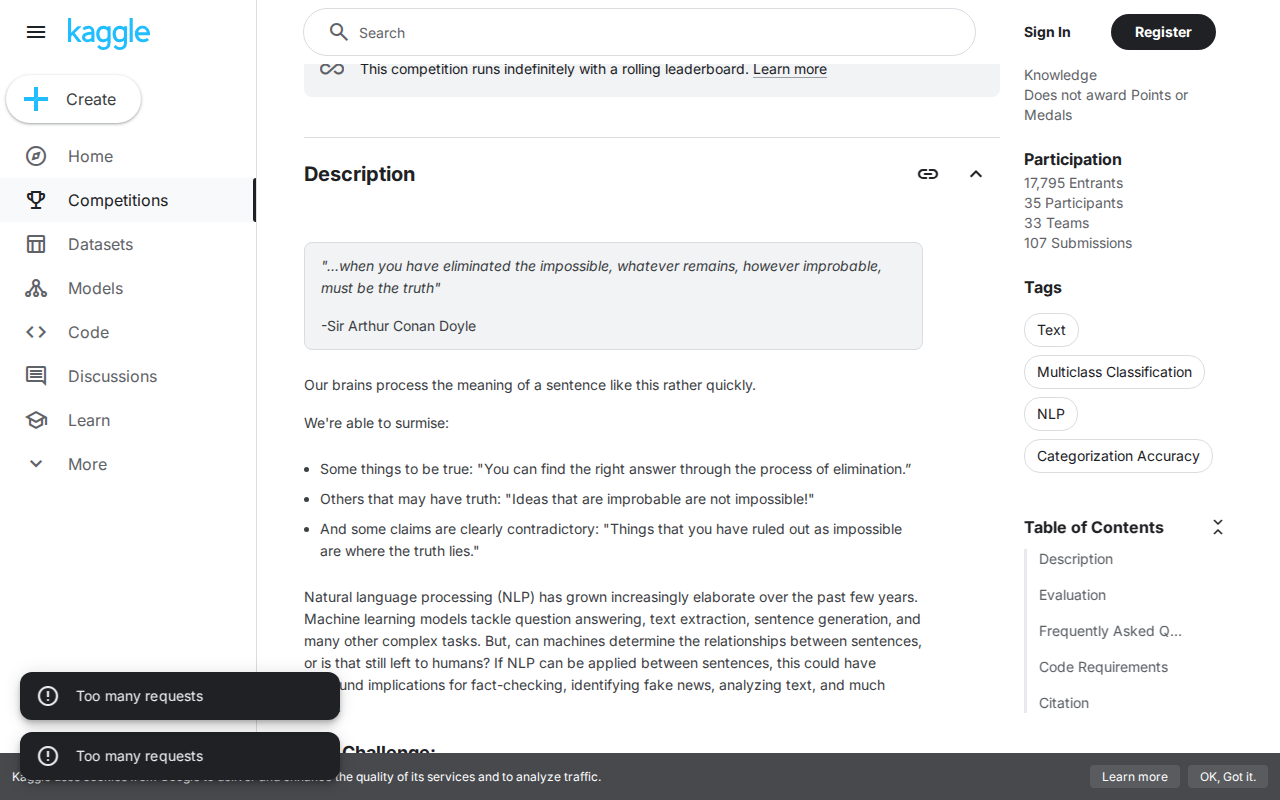 kaggle
Search
Sign In
Register
Create
Home
Competitions
Datasets
Models
Code
Discussions
Learn
More
This competition runs indefinitely with a rolling leaderboard. Learn more
Description
"...when you have eliminated the impossible, whatever remains, however improbable,
must be the truth"
-Sir Arthur Conan Doyle
Our brains process the meaning of a sentence like this rather quickly.
We're able to surmise:
Some things to be true: "You can find the right answer through the process of elimination."
Others that may have truth: "Ideas that are improbable are not impossible!"
And some claims are clearly contradictory: "Things that you have ruled out as impossible
are where the truth lies."
Natural language processing (NLP) has grown increasingly elaborate over the past few years.
Machine learning models tackle question answering, text extraction, sentence generation, and
many other complex tasks. But, can machines determine the relationships between sentences,
or is that still left to humans? If NLP can be applied between sentences, this could have
implications for fact-checking, identifying fake news, analyzing text, and much
Challenge:
Knowledge
Does not award Points or
Medals
Participation
17,795 Entrants
35 Participants
33 Teams
107 Submissions
Tags
Text
Multiclass Classification
NLP
Categorization Accuracy
Table of Contents
Description
Evaluation
Frequently Asked Q...
Code Requirements
Citation
Too many requests
Too many requests
the quality of its services and to analyze traffic.
Learn more
OK, Got it.